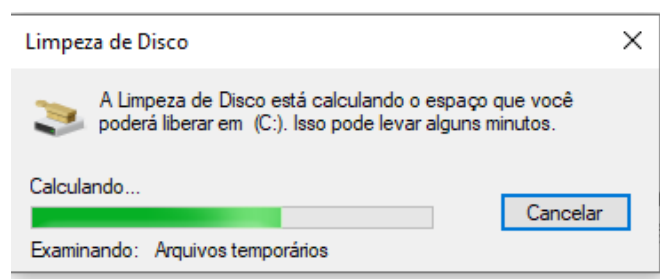 Limpeza de Disco
A Limpeza de Disco está calculando o espaço que você
poderá liberar em  (C:). Isso pode levar alguns minutos.
Calculando...
Cancelar
Examinando:   Arquivos temporários